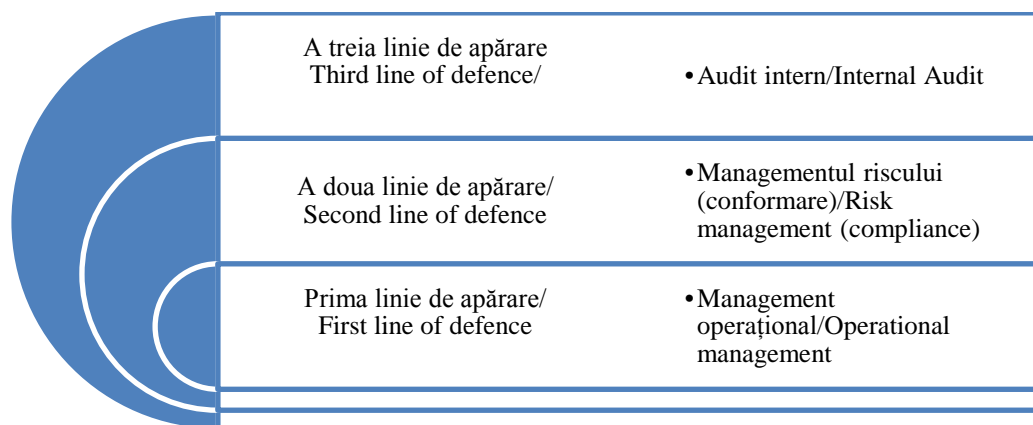 A treia linie de apărare
Third line of defence/
•Audit intern/Internal Audit
A doua linie de apărare/
Second line of defence
•Managementul riscului
(conformare)/Risk
management (compliance)
Prima linie de apărare/
First line of defence
•Management
operațional/Operational
management